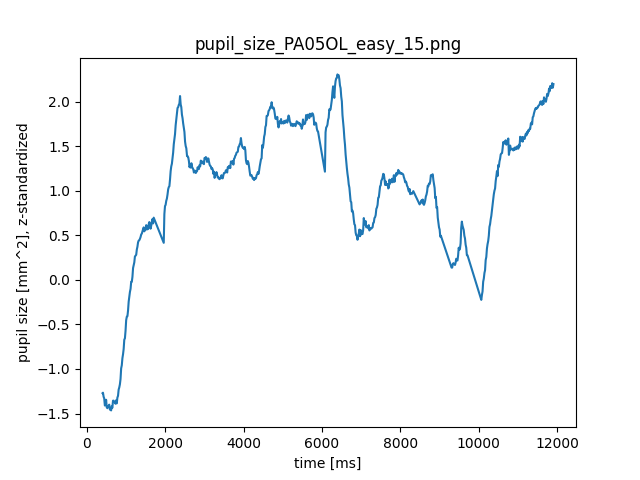 pupil_size_PA05OL_easy_15.png
pupil size [mm^2], z-standardized
2.0
1.5
1.0
0.5
0.0
−0.5
−1.0
−1.5
0 2000 4000 6000 8000 10000 12000
time [ms]